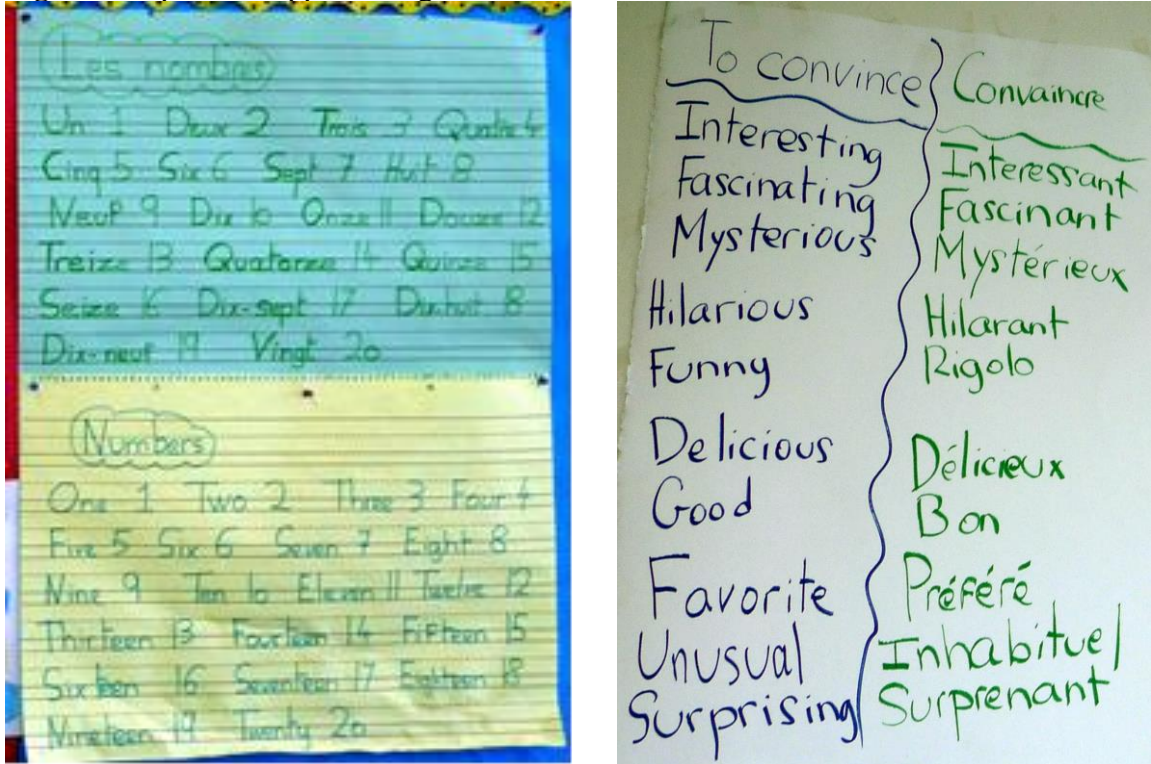 Les nombres
Un 1 Deux 2 Trois 3 Quatre 4
Cinq 5 Six 6 Sept 7 Huit 8
Neuf 9 Dix 10 Onze 11 Douze 12
Treize 13 Quatorze 14 Quinze 15
Seize 16 Dix-sept 17 Dix-huit 18
Dix-neuf 19 Vingt 20
Numbers
One 1 Two 2 Three 3 Four 4
Five 5 Six 6 Seven 7 Eight 8
Nine 9 Ten 10 Eleven 11 Twelve 12
Thirteen 13 Fourteen 14 Fifteen 15
Sixteen 16 Seventeen 17 Eighteen 18
Nineteen 19 Twenty 20
To convince
Interesting
Fascinating
Mysterious
Hilarious
Funny
Delicious
Good
Favorite
Unusual
Surprising
Convaincre
Interessant
Fascinant
Mystérieux
Hilarant
Rigolo
Délicieux
Bon
Préféré
Inhabituel
Surprenant